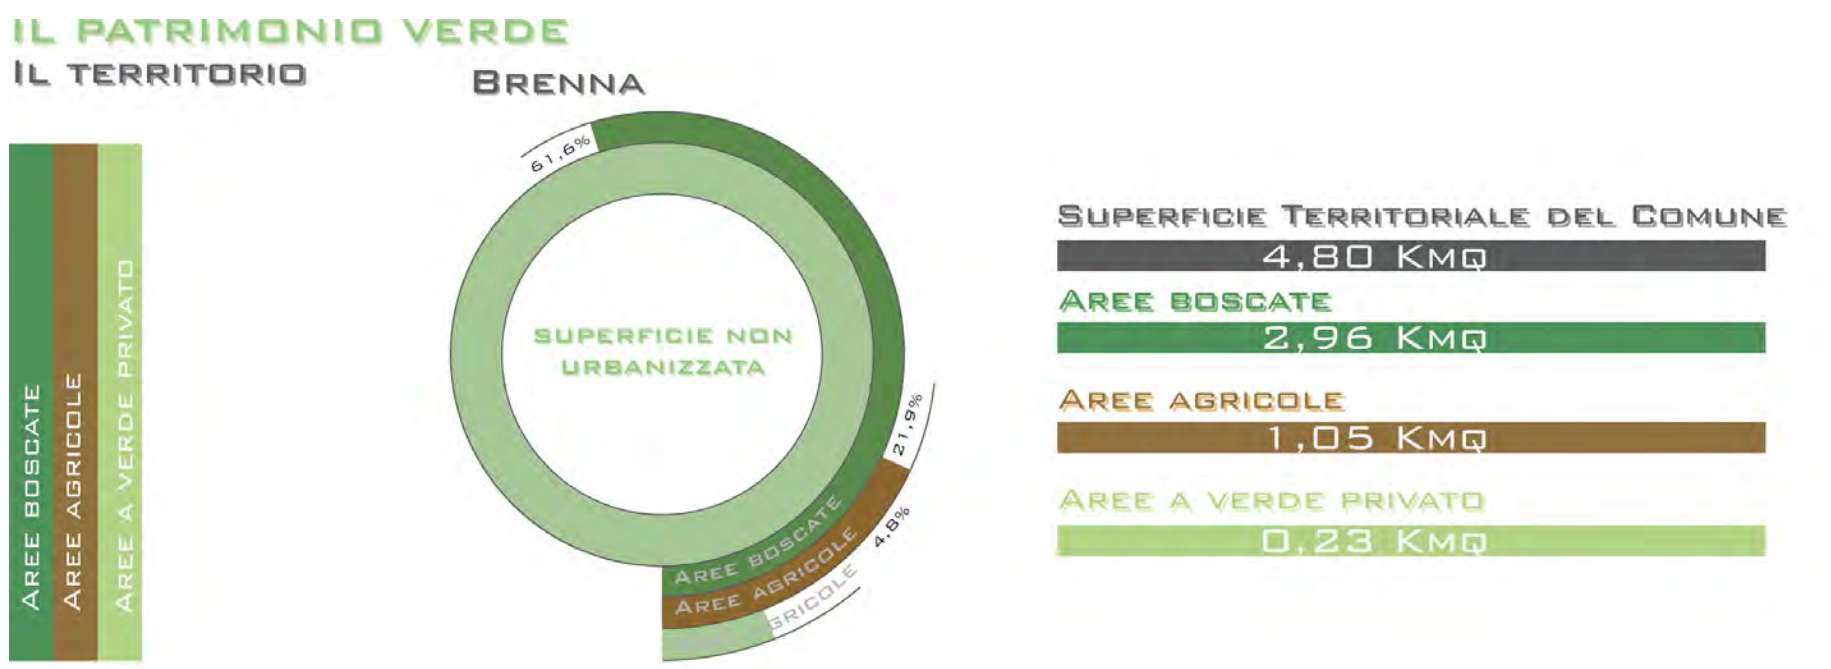 IL PATRIMONIO VERDE
IL TERRITORIO
BRENNA
AREE BOSCATE
AREE AGRICOLE
AREE A VERDE PRIVATO
61,6%
SUPERFICIE NON
URBANIZZATA
21,9%
4,8%
AREE BOSCATE
AREE AGRICOLE
GRICOLE
SUPERFICIE TERRITORIALE DEL COMUNE
4,80 KMQ
AREE BOSCATE
2,96 KMQ
AREE AGRICOLE
1,05 KMQ
AREE A VERDE PRIVATO
0,23 KMQ